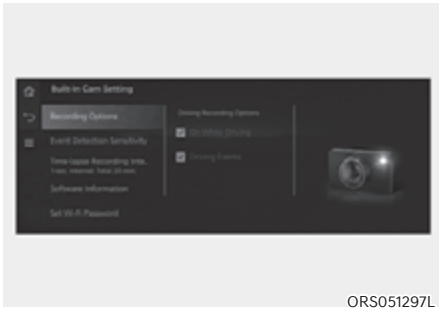 Built-in Cam Setting
Recording Options
Event Detection Sensitivity
Time-lapse Recording Inte.
Software Information
Set Wi-Fi Password
Driving Recording Options
On While Driving
Driving Events
ORS051297L